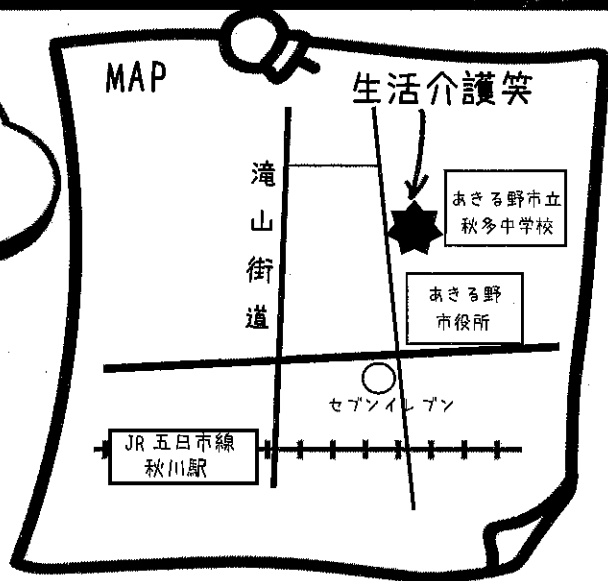 MAP
生活介護笑
滝山街道
あきる野市立
秋多中学校
あきる野
市役所
セブンイレブン
JR 五日市線
秋川駅